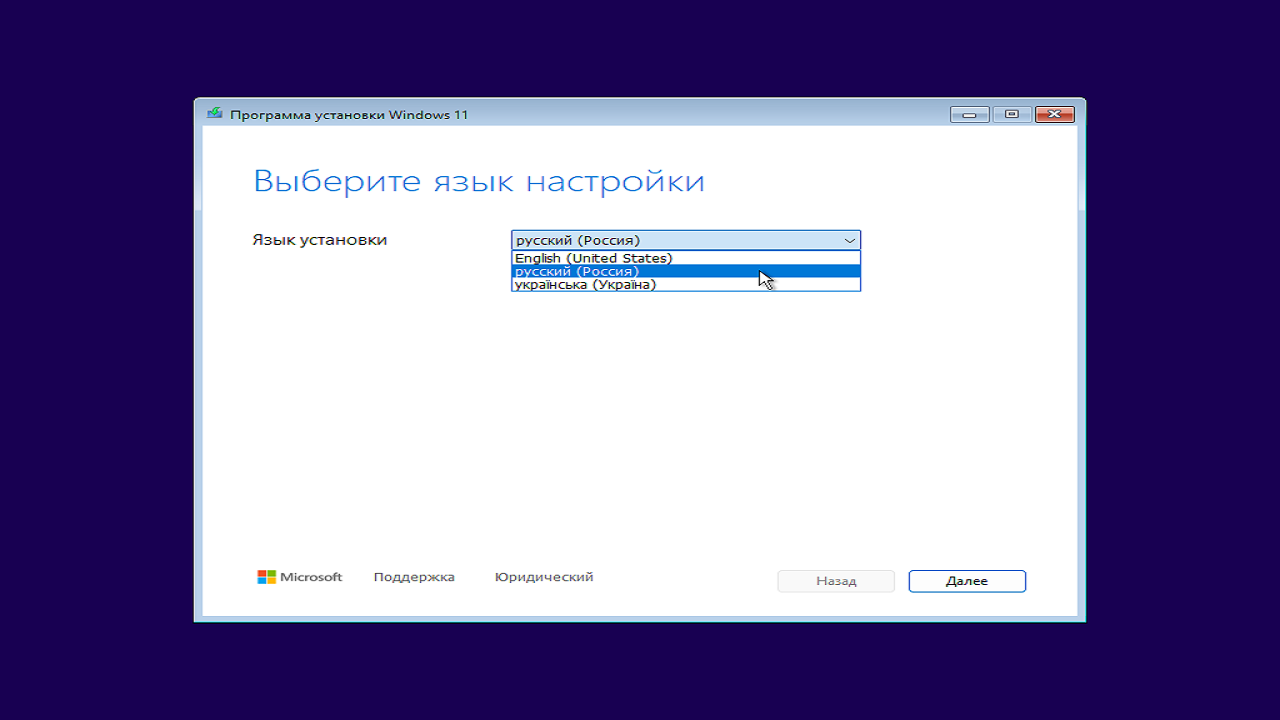 Программа установки Windows 11
Выберите язык настройки
Язык установки
русский (Россия)
English (United States)
русский (Россия)
українська (Україна)
Microsoft Поддержка Юридический
Назад Далее